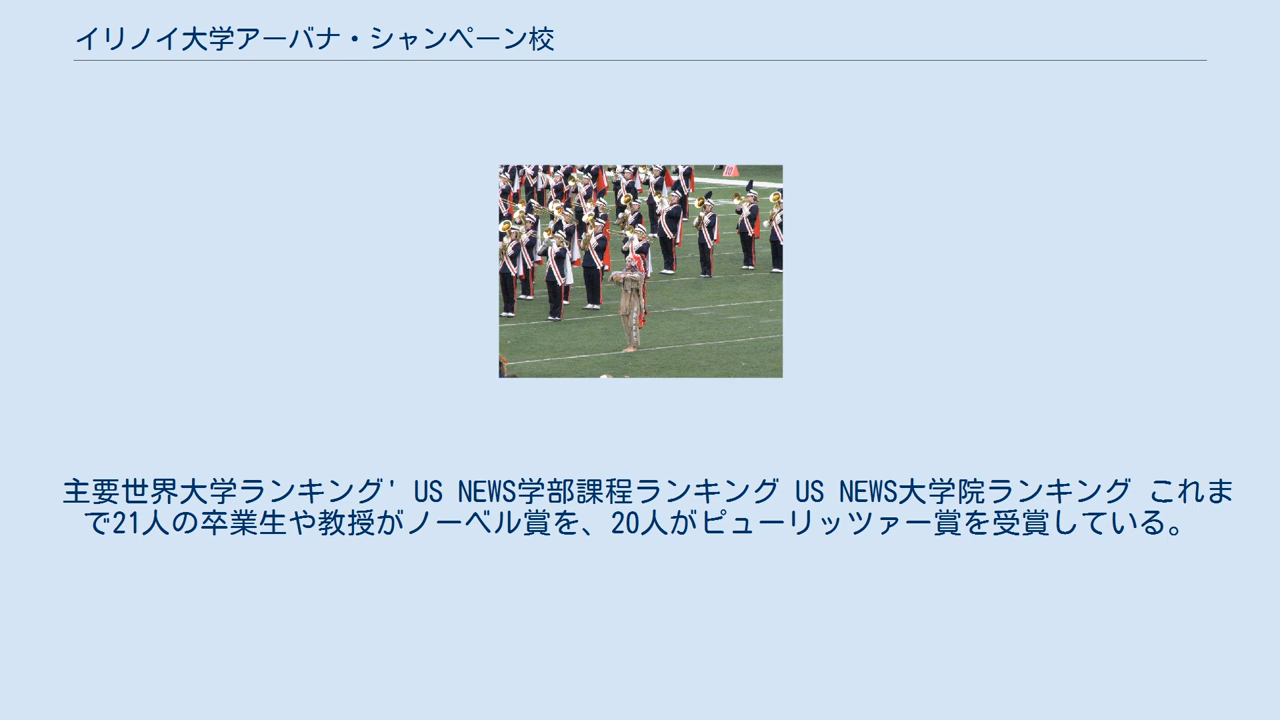 イリノイ大学アーバナ・シャンペーン校
主要世界大学ランキング' US NEWS学部課程ランキング US NEWS大学院ランキング これま
で21人の卒業生や教授がノーベル賞を、20人がピューリッツァー賞を受賞している。